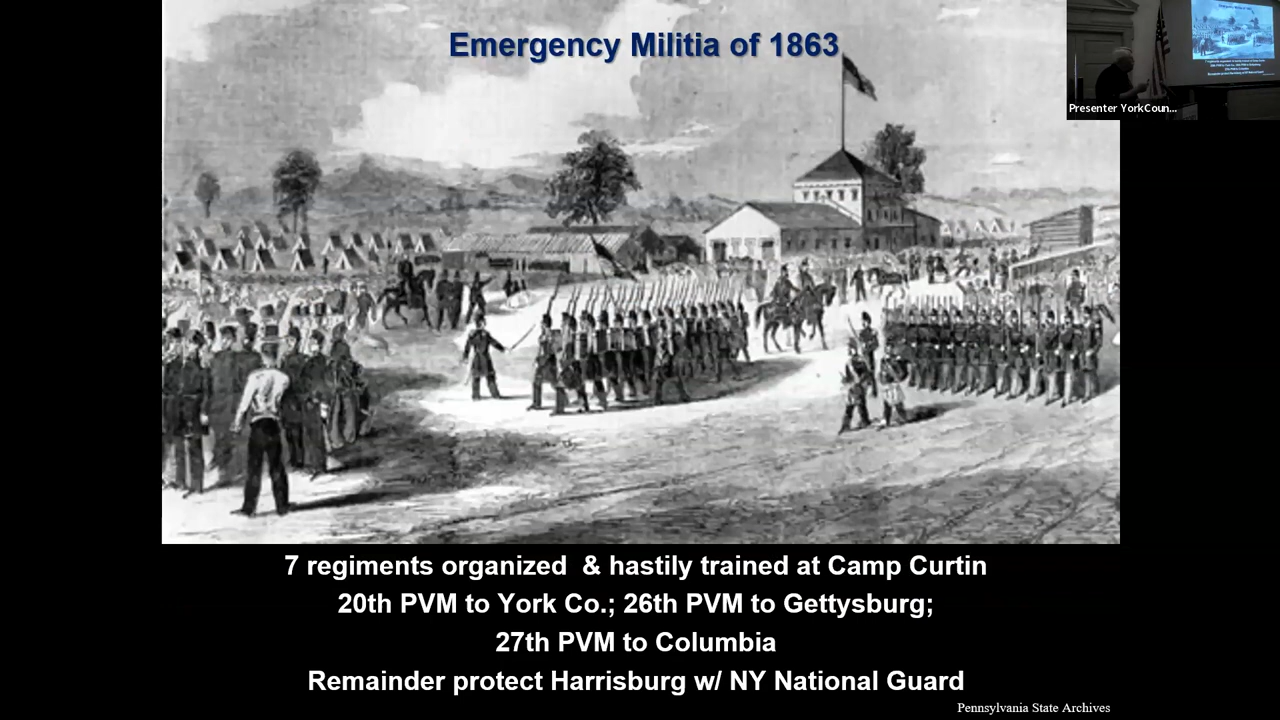 Emergency Militia of 1863
Presenter YorkCoun...
7 regiments organized & hastily trained at Camp Curtin
20th PVM to York Co.; 26th PVM to Gettysburg;
27th PVM to Columbia
Remainder protect Harrisburg w/ NY National Guard
Pennsylvania State Archives